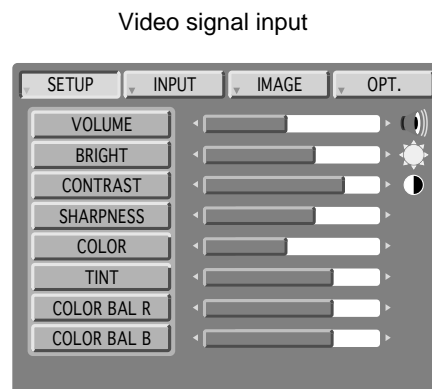 Video signal input
SETUP INPUT IMAGE OPT.
VOLUME
BRIGHT
CONTRAST
SHARPNESS
COLOR
TINT
COLOR BAL R
COLOR BAL B